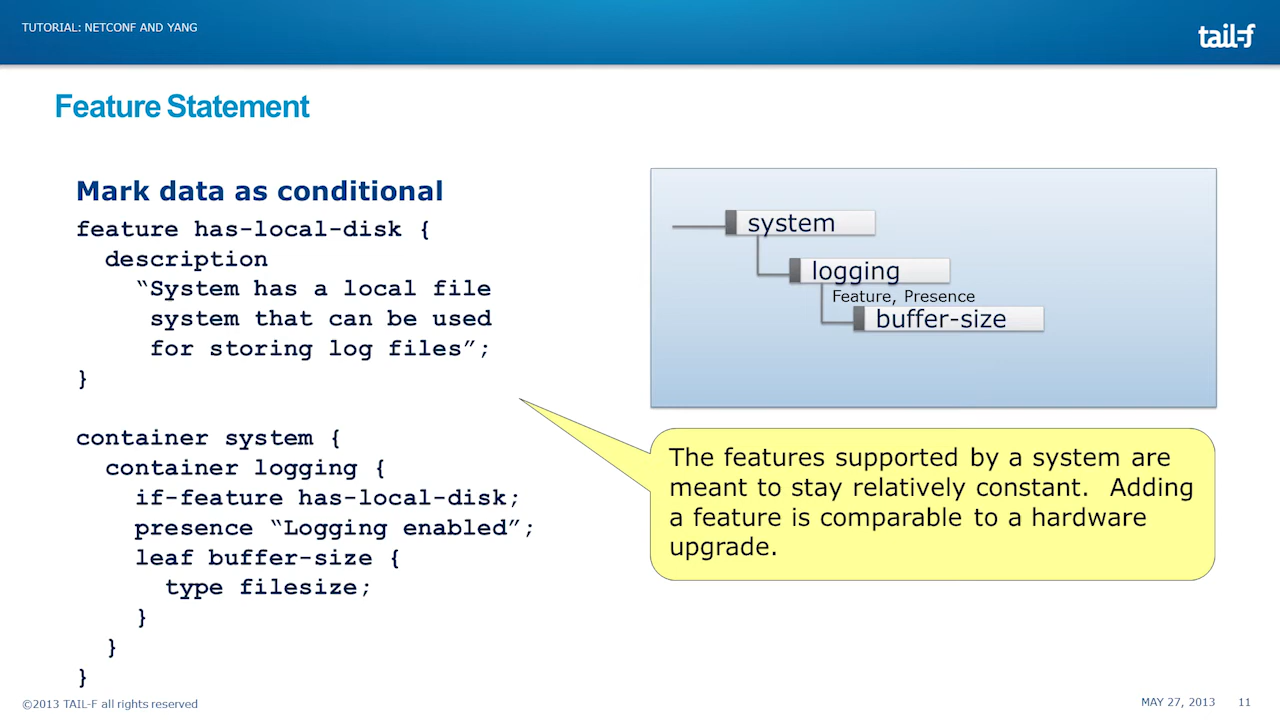 TUTORIAL: NETCONF AND YANG
tail-f
Feature Statement
Mark data as conditional
feature has-local-disk {
description
“System has a local file
system that can be used
for storing log files”;
}
container system {
container logging {
if-feature has-local-disk;
presence “Logging enabled”;
leaf buffer-size {
type filesize;
}
}
}
system
logging
Feature, Presence
buffer-size
The features supported by a system are
meant to stay relatively constant. Adding
a feature is comparable to a hardware
upgrade.
©2013 TAIL-F all rights reserved
MAY 27, 2013
11